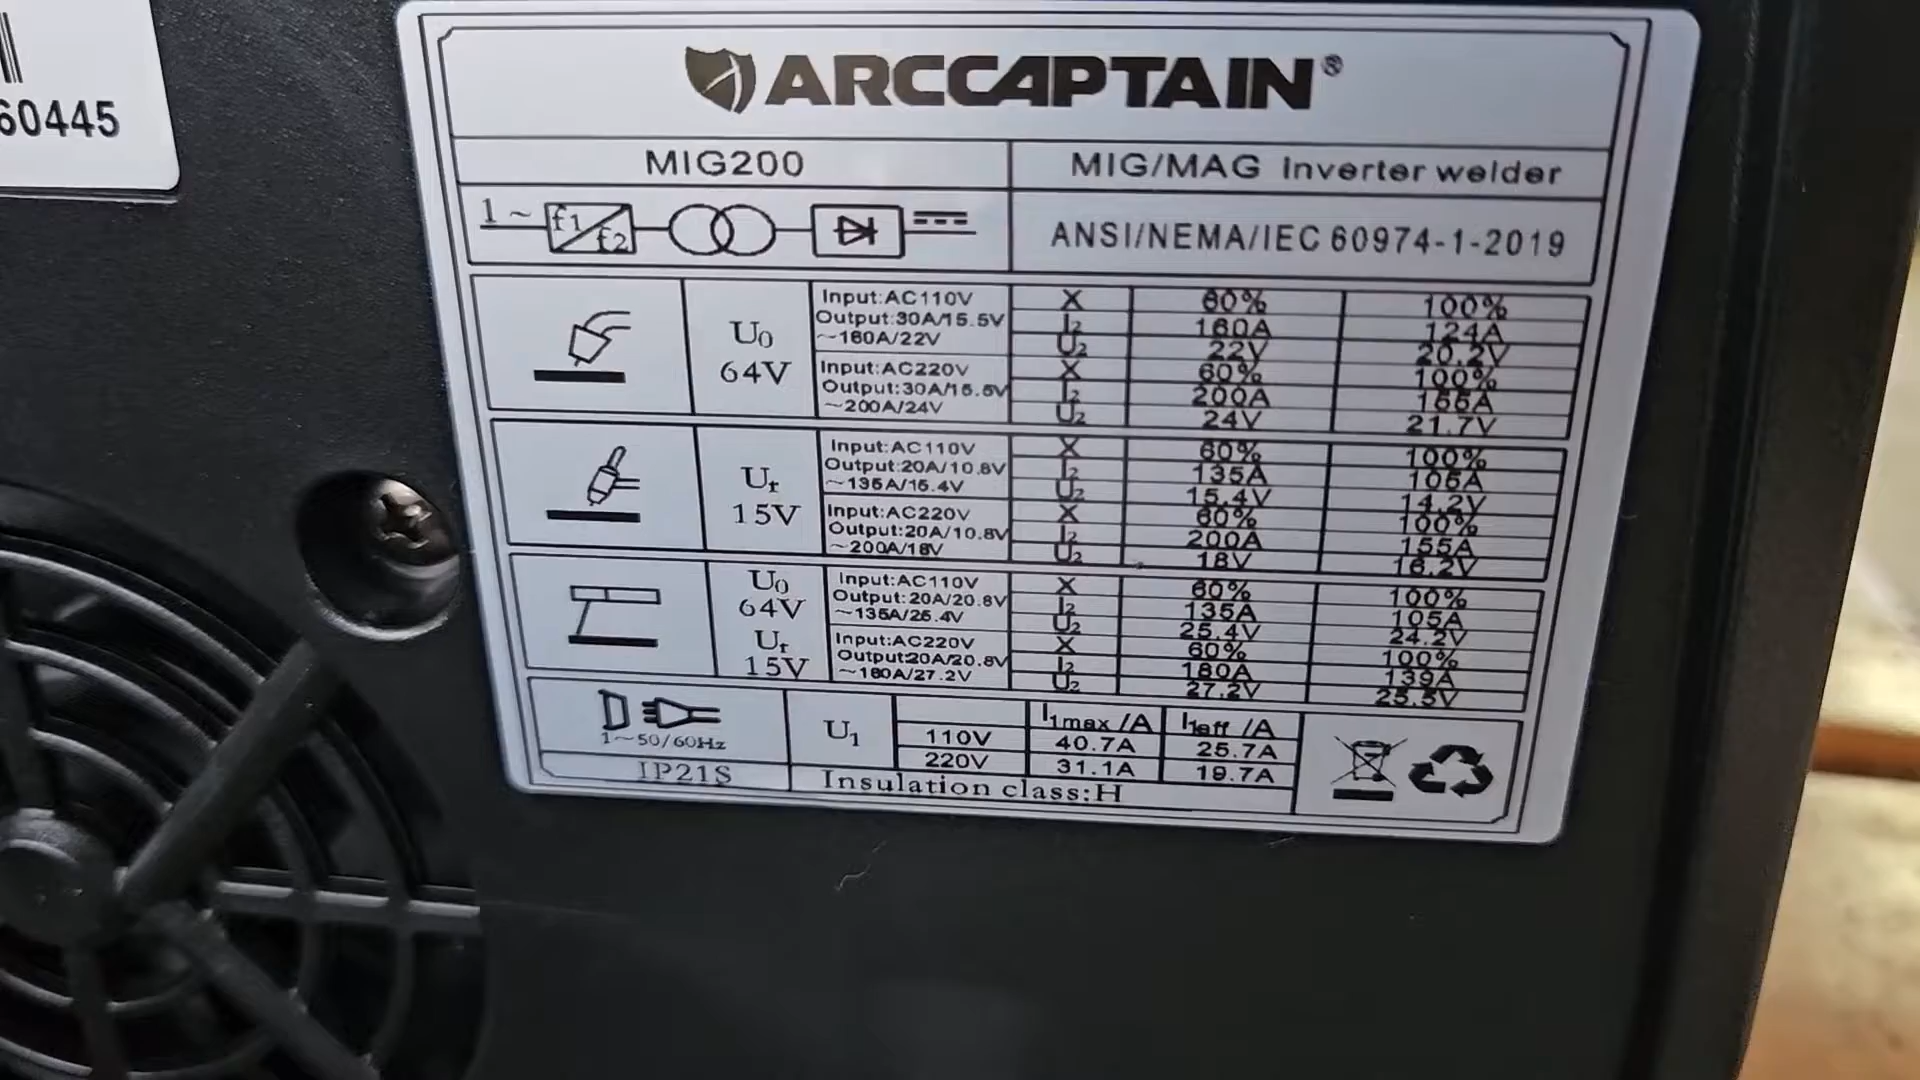 60445
ARCCAPTAIN®
MIG200
MIG/MAG Inverter welder
1~ f1 f2
ANSI/NEMA/IEC 60974-1-2019
U0
64V
Input:AC110V
Output:30A/15.5V
~160A/22V
X 60% 100%
I2 160A 124A
U2 22V 20.2V
Input:AC220V
Output:30A/15.5V
~200A/24V
X 60% 100%
I2 200A 155A
U2 24V 21.7V
Ur
15V
Input:AC110V
Output:20A/10.8V
~135A/15.4V
X 60% 100%
I2 135A 105A
U2 15.4V 14.2V
Input:AC220V
Output:20A/10.8V
~200A/18V
X 60% 100%
I2 200A 155A
U2 18V 16.2V
U0
64V
Ur
15V
Input:AC110V
Output:20A/20.8V
~135A/25.4V
X 60% 100%
I2 135A 105A
U2 25.4V 24.2V
Input:AC220V
Output:20A/20.8V
~180A/27.2V
X 60% 100%
I2 180A 139A
U2 27.2V 25.5V
1~50/60Hz
U1
I1max /A I1eff /A
110V 40.7A 25.7A
220V 31.1A 19.7A
IP21S
Insulation class:H